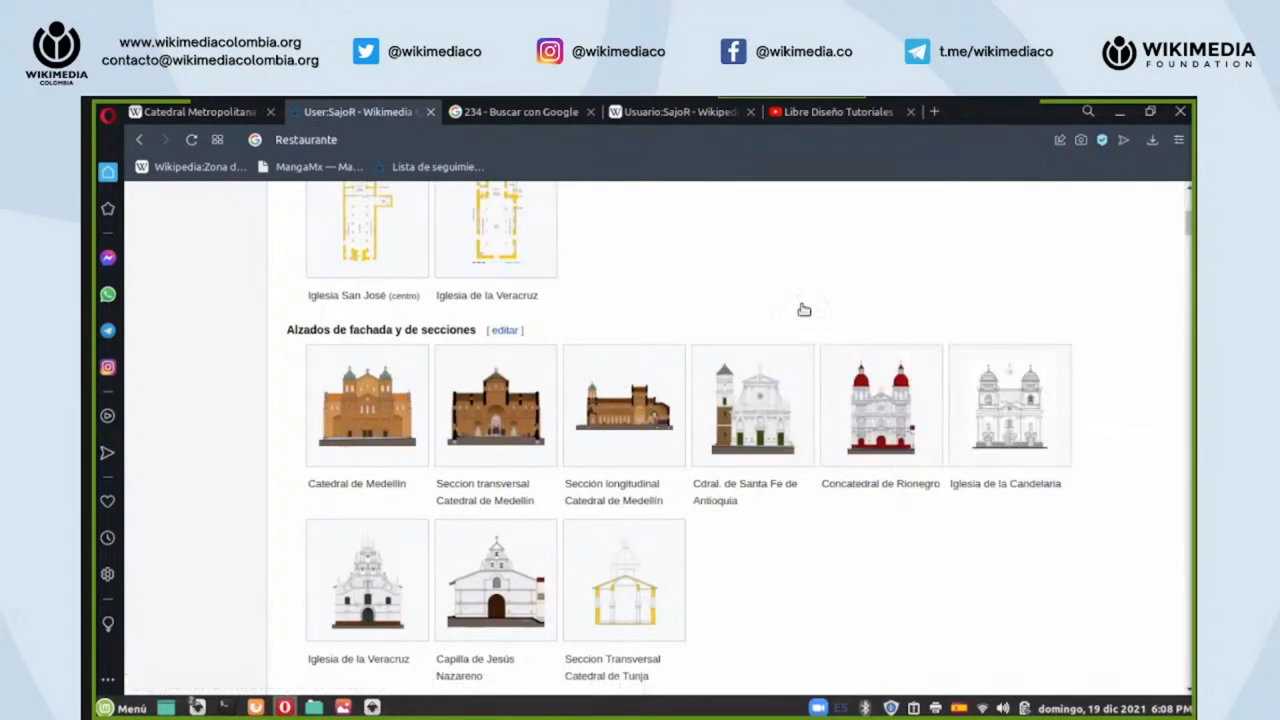 WIKIMEDIA
COLOMBIA
www.wikimediacolombia.org
contacto@wikimediacolombia.org
@wikimediaco
@wikimediaco
@wikimedia.co
t.me/wikimediaco
WIKIMEDIA
FOUNDATION
Catedral Metropolitana
User:SajoR - Wikimedia
234 - Buscar con Google
Usuario:SajoR - Wikiped
Libre Diseño Tutoriales
Restaurante
Wikipedia:Zona d...
MangaMx — Ma...
Lista de seguimie...
Iglesia San José (centro)
Iglesia de la Veracruz
Alzados de fachada y de secciones [ editar ]
Catedral de Medellin
Seccion transversal
Catedral de Medellin
Sección longitudinal
Catedral de Medellín
Cdral. de Santa Fe de
Antioquia
Concatedral de Rionegro
Iglesia de la Candelaria
Iglesia de la Veracruz
Capilla de Jesús
Nazareno
Seccion Transversal
Catedral de Tunja
Menú
ES
domingo, 19 dic 2021 6:08 PM